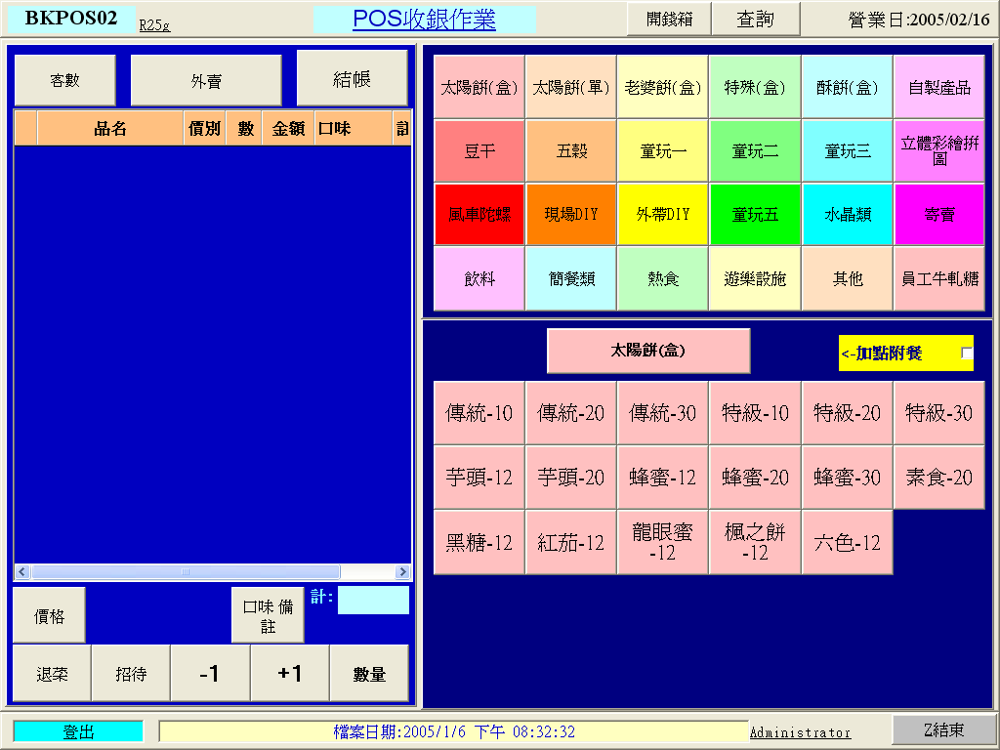 BKPOS02
R25g
POS收銀作業
開錢箱
查詢
營業日:2005/02/16
客數
外賣
結帳
品名
價別
數
金額
口味
註
太陽餅(盒)
太陽餅(單)
老婆餅(盒)
特殊(盒)
酥餅(盒)
自製產品
豆干
五穀
童玩一
童玩二
童玩三
立體彩繪拼
圖
風車陀螺
現場DIY
外帶DIY
童玩五
水晶類
寄賣
飲料
簡餐類
熱食
遊樂設施
其他
員工牛軋糖
太陽餅(盒)
<-加點附餐
傳統-10
傳統-20
傳統-30
特級-10
特級-20
特級-30
芋頭-12
芋頭-20
蜂蜜-12
蜂蜜-20
蜂蜜-30
素食-20
黑糖-12
紅茄-12
龍眼蜜
-12
楓之餅
-12
六色-12
價格
口味 備
註
計:
退菜
招待
-1
+1
數量
登出
檔案日期:2005/1/6 下午 08:32:32
Administrator
Z結束